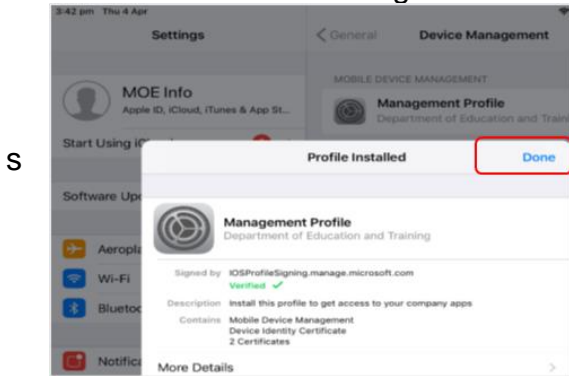 3:42 pm Thu 4 Apr
Settings
General
Device Management
MOBILE DEVICE MANAGEMENT
MOE Info
Apple ID, iCloud, iTunes & App St...
Management Profile
Department of Education and Train
Start Using
s
Profile Installed
Done
Software
Management Profile
Department of Education and Training
Aeropla
Signed by IOSProfileSigning.manage.microsoft.com
Verified ✓
Wi-Fi
Description Install this profile to get access to your company apps
Bluetoo
Contains Mobile Device Management
Device Identity Certificate
2 Certificates
Notifica
More Details